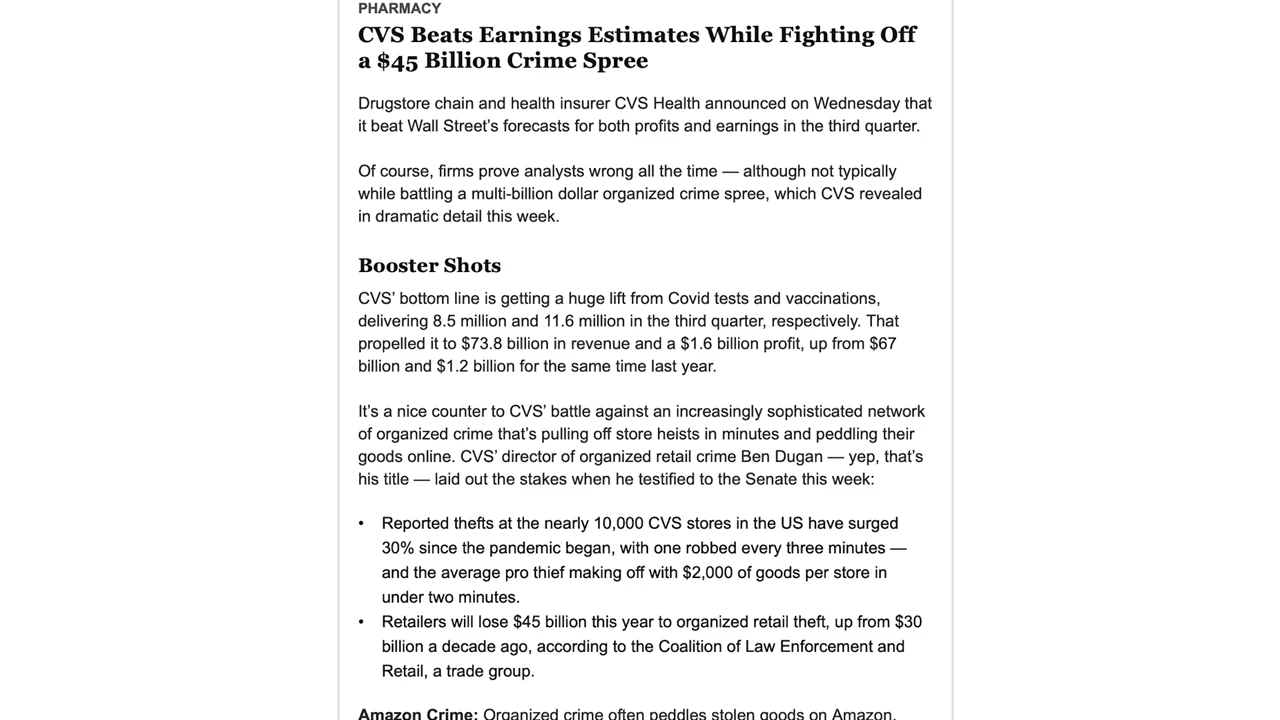 PHARMACY
CVS Beats Earnings Estimates While Fighting Off
a $45 Billion Crime Spree
Drugstore chain and health insurer CVS Health announced on Wednesday that
it beat Wall Street’s forecasts for both profits and earnings in the third quarter.
Of course, firms prove analysts wrong all the time — although not typically
while battling a multi-billion dollar organized crime spree, which CVS revealed
in dramatic detail this week.
Booster Shots
CVS’ bottom line is getting a huge lift from Covid tests and vaccinations,
delivering 8.5 million and 11.6 million in the third quarter, respectively. That
propelled it to $73.8 billion in revenue and a $1.6 billion profit, up from $67
billion and $1.2 billion for the same time last year.
It’s a nice counter to CVS’ battle against an increasingly sophisticated network
of organized crime that’s pulling off store heists in minutes and peddling their
goods online. CVS’ director of organized retail crime Ben Dugan — yep, that’s
his title — laid out the stakes when he testified to the Senate this week:
• Reported thefts at the nearly 10,000 CVS stores in the US have surged
30% since the pandemic began, with one robbed every three minutes —
and the average pro thief making off with $2,000 of goods per store in
under two minutes.
• Retailers will lose $45 billion this year to organized retail theft, up from $30
billion a decade ago, according to the Coalition of Law Enforcement and
Retail, a trade group.
Amazon Crime: Organized crime often peddles stolen goods on Amazon,